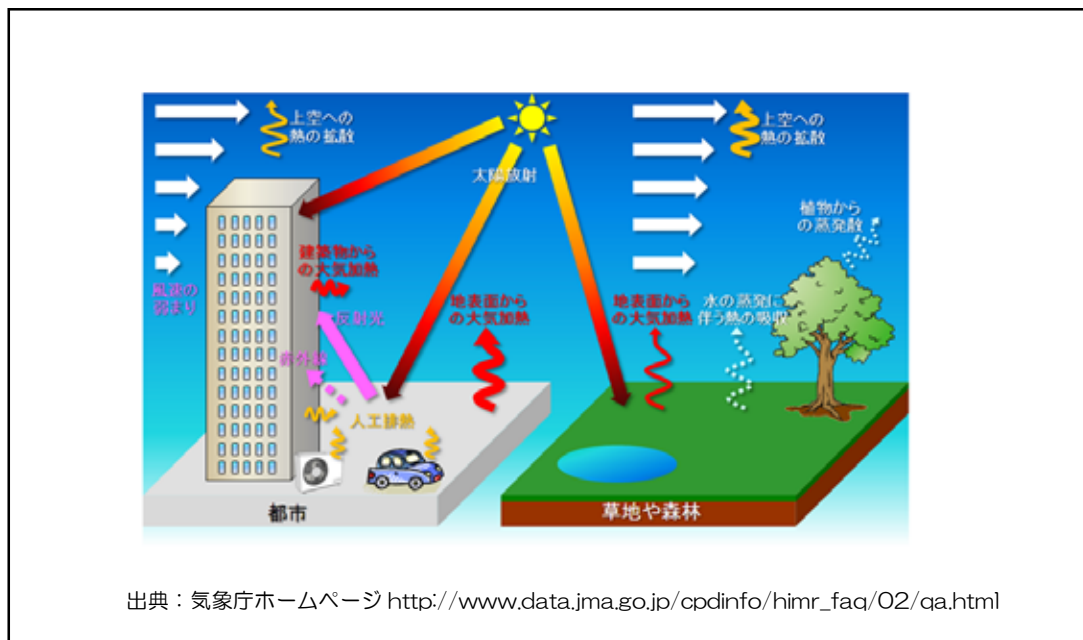 上空への
熱の拡散
太陽放射
上空への
熱の拡散
植物から
の蒸発散
建築物から
の大気加熱
風速の
弱まり
反射光
地表面から
の大気加熱
地表面から
の大気加熱
水の蒸発に
伴う熱の吸収
赤外線
人工排熱
都市
草地や森林
出典：気象庁ホームページ http://www.data.jma.go.jp/cpdinfo/himr_faq/02/qa.html